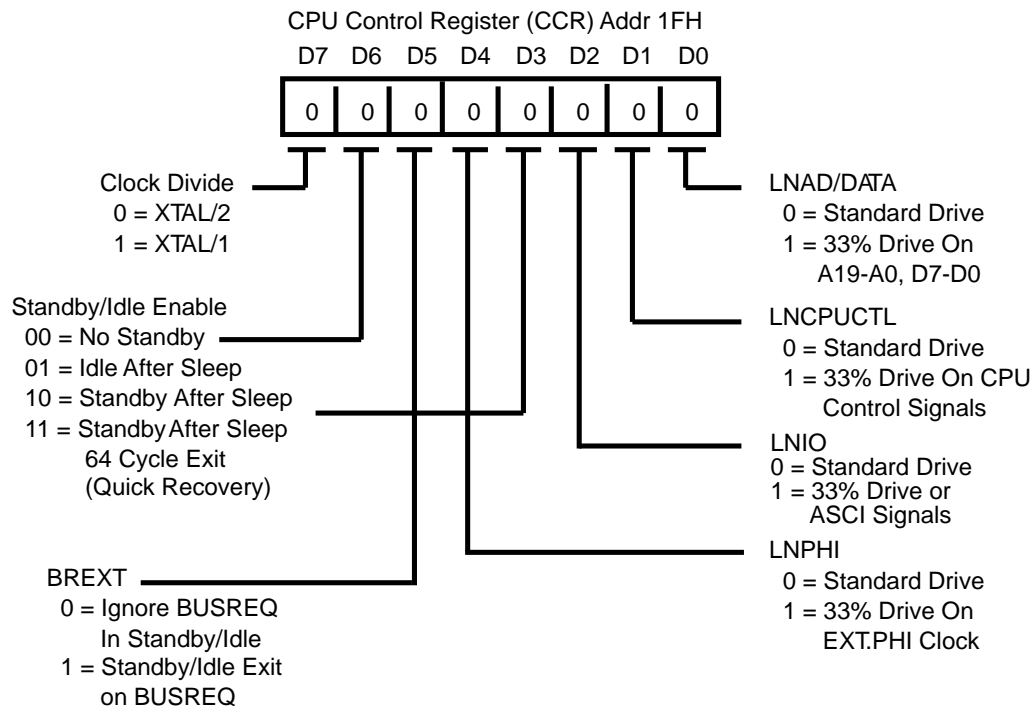 CPU Control Register (CCR) Addr 1FH
D7 D6 D5 D4 D3 D2 D1 D0
0 0 0 0 0 0 0 0
Clock Divide
0 = XTAL/2
1 = XTAL/1
Standby/Idle Enable
00 = No Standby
01 = Idle After Sleep
10 = Standby After Sleep
11 = Standby After Sleep
64 Cycle Exit
(Quick Recovery)
BREXT
0 = Ignore BUSREQ
In Standby/Idle
1 = Standby/Idle Exit
on BUSREQ
LNAD/DATA
0 = Standard Drive
1 = 33% Drive On
A19-A0, D7-D0
LNCPUCTL
0 = Standard Drive
1 = 33% Drive On CPU
Control Signals
LNIO
0 = Standard Drive
1 = 33% Drive or
ASCI Signals
LNPHI
0 = Standard Drive
1 = 33% Drive On
EXT.PHI Clock